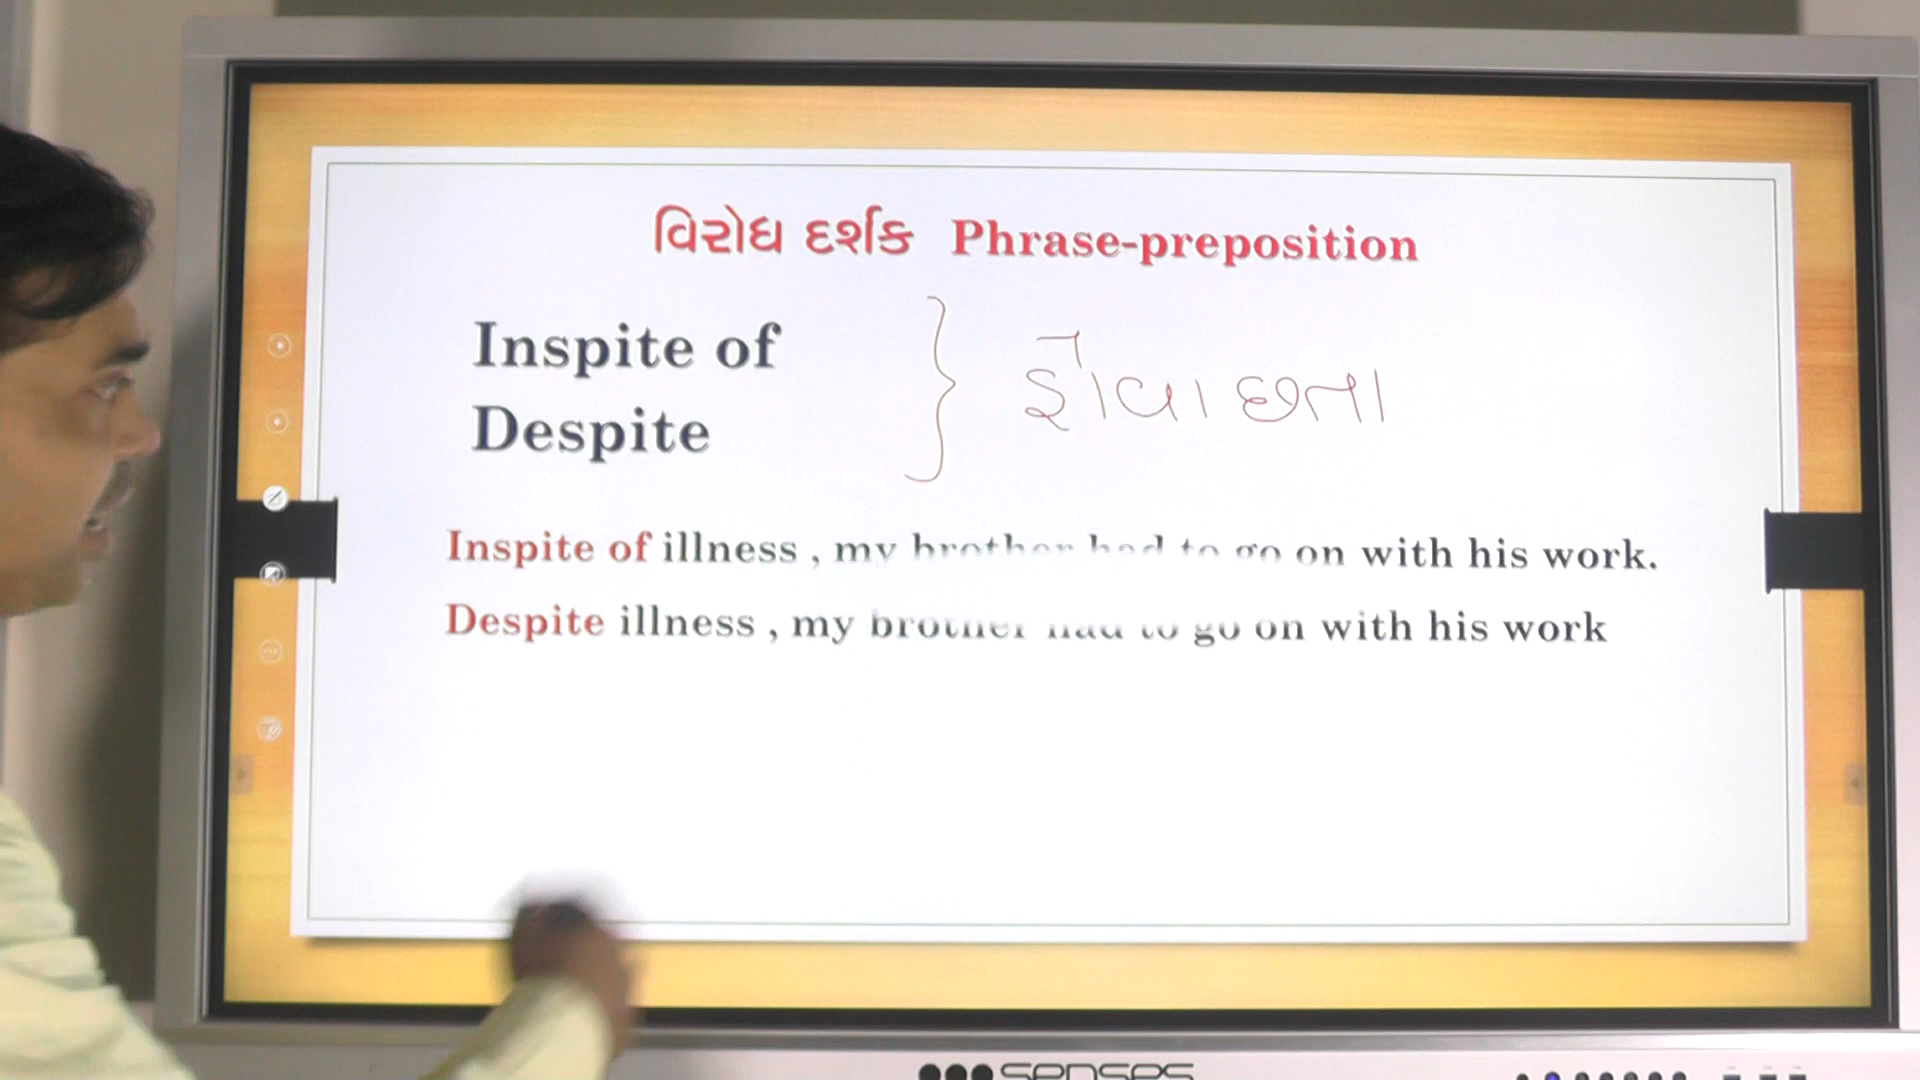 વિરોધ દર્શક Phrase-preposition
Inspite of
Despite
હોવા છતા
Inspite of illness , my brother had to go on with his work.
Despite illness , my brother had to go on with his work
senses